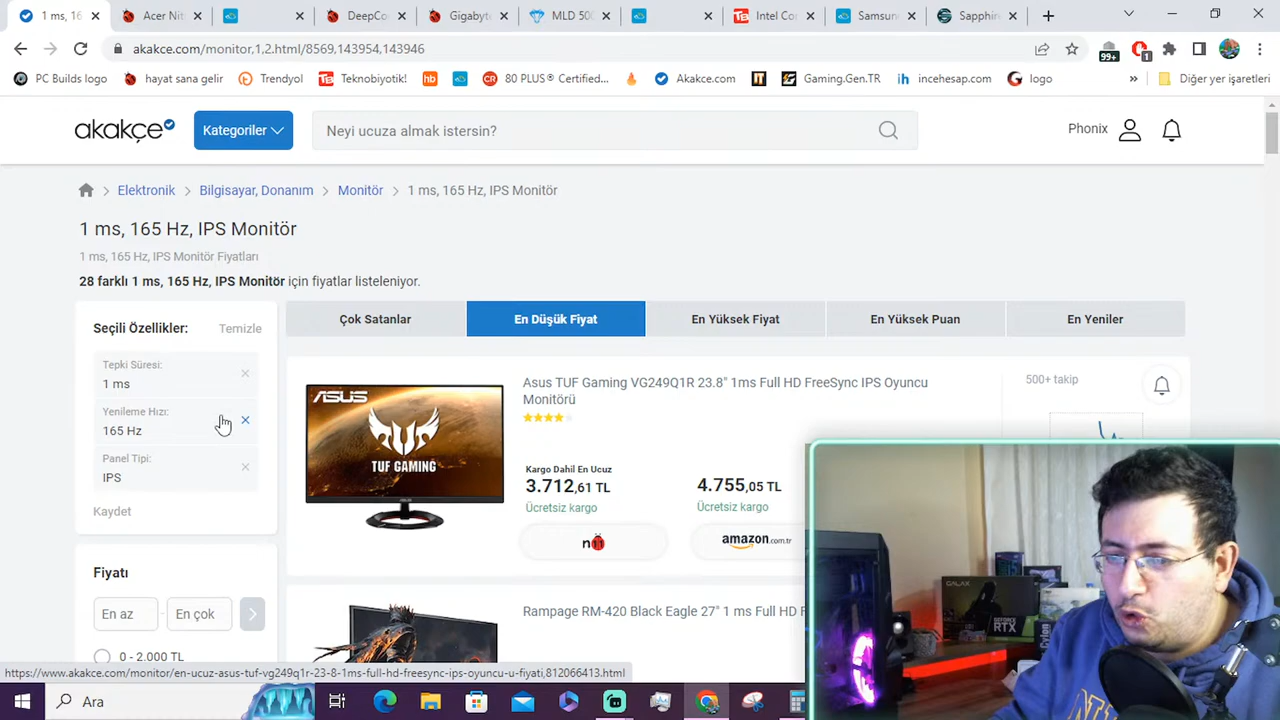 1 ms, 16
Acer Nit
DeepCo
Gigabyt
MLD 500
Intel Co
Samsun
Sapphir
akakce.com/monitor,1,2.html/8569,143954,143946
99+
1
PC Builds logo
hayat sana gelir
Trendyol
Teknobiyotik!
hb
80 PLUS® Certified...
Akakce.com
IT
Gaming.Gen.TR
ih incehesap.com
logo
»
Diğer yer işaretleri
akakçe
Kategoriler
Neyi ucuza almak istersin?
Phonix
Elektronik > Bilgisayar, Donanım > Monitör > 1 ms, 165 Hz, IPS Monitör
1 ms, 165 Hz, IPS Monitör
1 ms, 165 Hz, IPS Monitör Fiyatları
28 farklı 1 ms, 165 Hz, IPS Monitör için fiyatlar listeleniyor.
Seçili Özellikler:
Temizle
Tepki Süresi:
1 ms
Yenileme Hızı:
165 Hz
Panel Tipi:
IPS
Kaydet
Fiyatı
En az - En çok
0 - 2.000 TL
Çok Satanlar
En Düşük Fiyat
En Yüksek Fiyat
En Yüksek Puan
En Yeniler
ASUS
TUF GAMING
Asus TUF Gaming VG249Q1R 23.8" 1ms Full HD FreeSync IPS Oyuncu
Monitörü
500+ takip
Kargo Dahil En Ucuz
3.712,61 TL
Ücretsiz kargo
n11
4.755,05 TL
Ücretsiz kargo
amazon.com.tr
Rampage RM-420 Black Eagle 27" 1 ms Full HD F
GALAX
GEFORCE
RTX
https://www.akakce.com/monitor/en-ucuz-asus-tuf-vg249q1r-23-8-1ms-full-hd-freesync-ips-oyuncu-u-fiyati,812066413.html
Ara